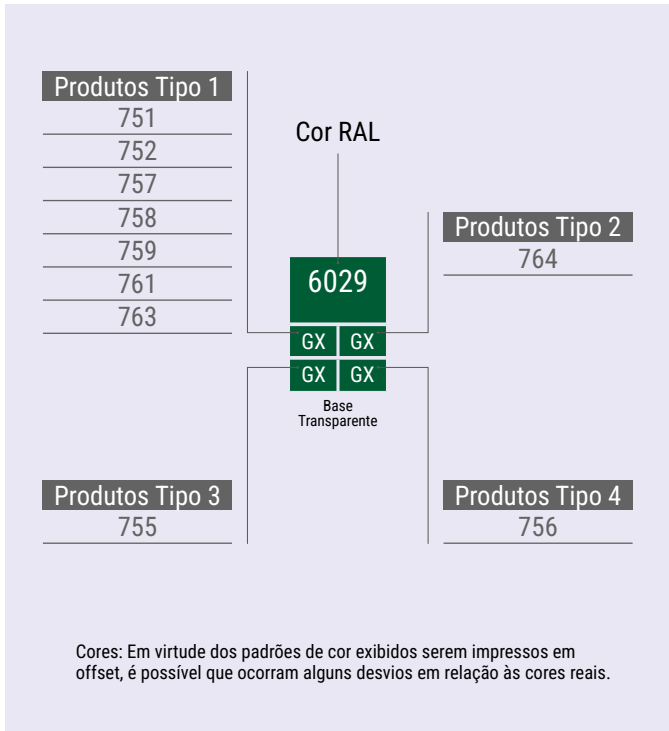 Produtos Tipo 1
751
752
757
758
759
761
763
Cor RAL
6029
GX GX
GX GX
Base
Transparente
Produtos Tipo 2
764
Produtos Tipo 3
755
Produtos Tipo 4
756
Cores: Em virtude dos padrões de cor exibidos serem impressos em
offset, é possível que ocorram alguns desvios em relação às cores reais.